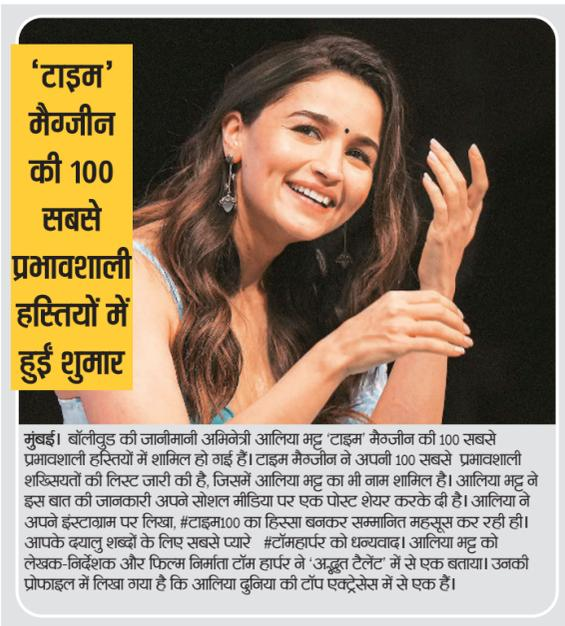 ‘टाइम’
मैग्जीन
की 100
सबसे
प्रभावशाली
हस्तियों में
हुईं शुमार
मुंबई। बॉलीवुड की जानीमानी अभिनेत्री आलिया भट्ट ‘टाइम’ मैगजीन की 100 सबसे
प्रभावशाली हस्तियों में शामिल हो गई हैं। टाइम मैगजीन ने अपनी 100 सबसे प्रभावशाली
शख्सियतों की लिस्ट जारी की है, जिसमें आलिया भट्ट का भी नाम शामिल है। आलिया भट्ट ने
इस बात की जानकारी अपने सोशल मीडिया पर एक पोस्ट शेयर करके दी है। आलिया ने
अपने इंस्टाग्राम पर लिखा, #टाइम100 का हिस्सा बनकर सम्मानित महसूस कर रही ही।
आपके दयालु शब्दों के लिए सबसे प्यारे #टॉमहार्पर को धन्यवाद। आलिया भट्ट को
लेखक-निर्देशक और फिल्म निर्माता टॉम हार्पर ने ‘अद्भुत टैलेंट’ में से एक बताया। उनकी
प्रोफाइल में लिखा गया है कि आलिया दुनिया की टॉप एक्ट्रेसेस में से एक हैं।